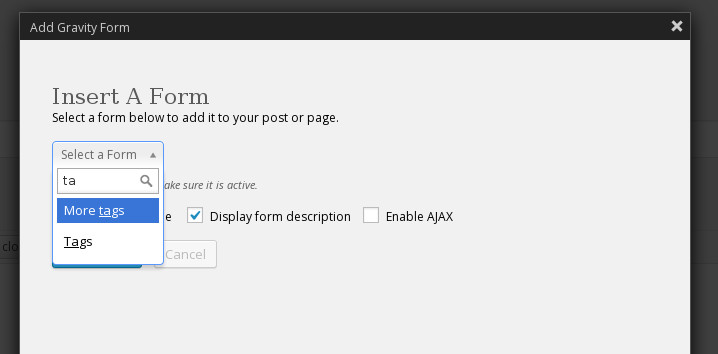 Add Gravity Form
Insert A Form
Select a form below to add it to your post or page.
Select a Form
ta
ake sure it is active.
More tags
e Display form description Enable AJAX
Tags
clo
Cancel